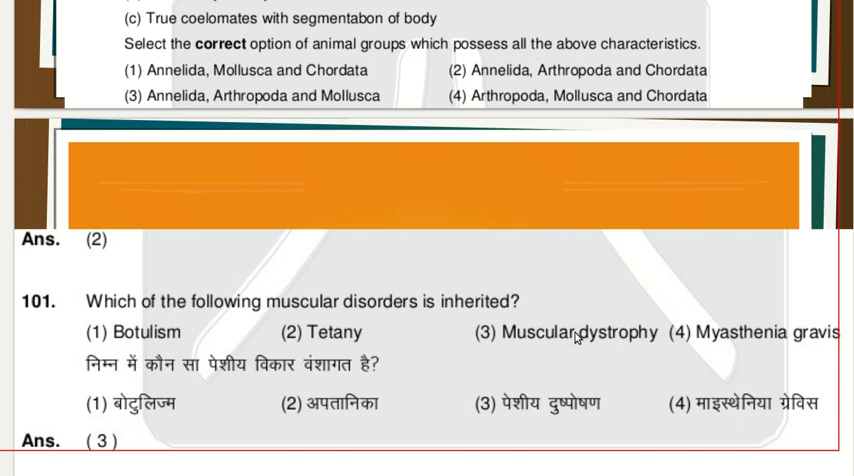 (c) True coelomates with segmentabon of body
Select the correct option of animal groups which possess all the above characteristics.
(1) Annelida, Mollusca and Chordata (2) Annelida, Arthropoda and Chordata
(3) Annelida, Arthropoda and Mollusca (4) Arthropoda, Mollusca and Chordata
Ans. (2)
101. Which of the following muscular disorders is inherited?
(1) Botulism (2) Tetany (3) Muscular dystrophy (4) Myasthenia gravis
निम्न में कौन सा पेशीय विकार वंशागत है?
(1) बोटुलिज्म (2) अपतानिका (3) पेशीय दुष्पोषण (4) माइस्थेनिया ग्रेविस
Ans. ( 3 )